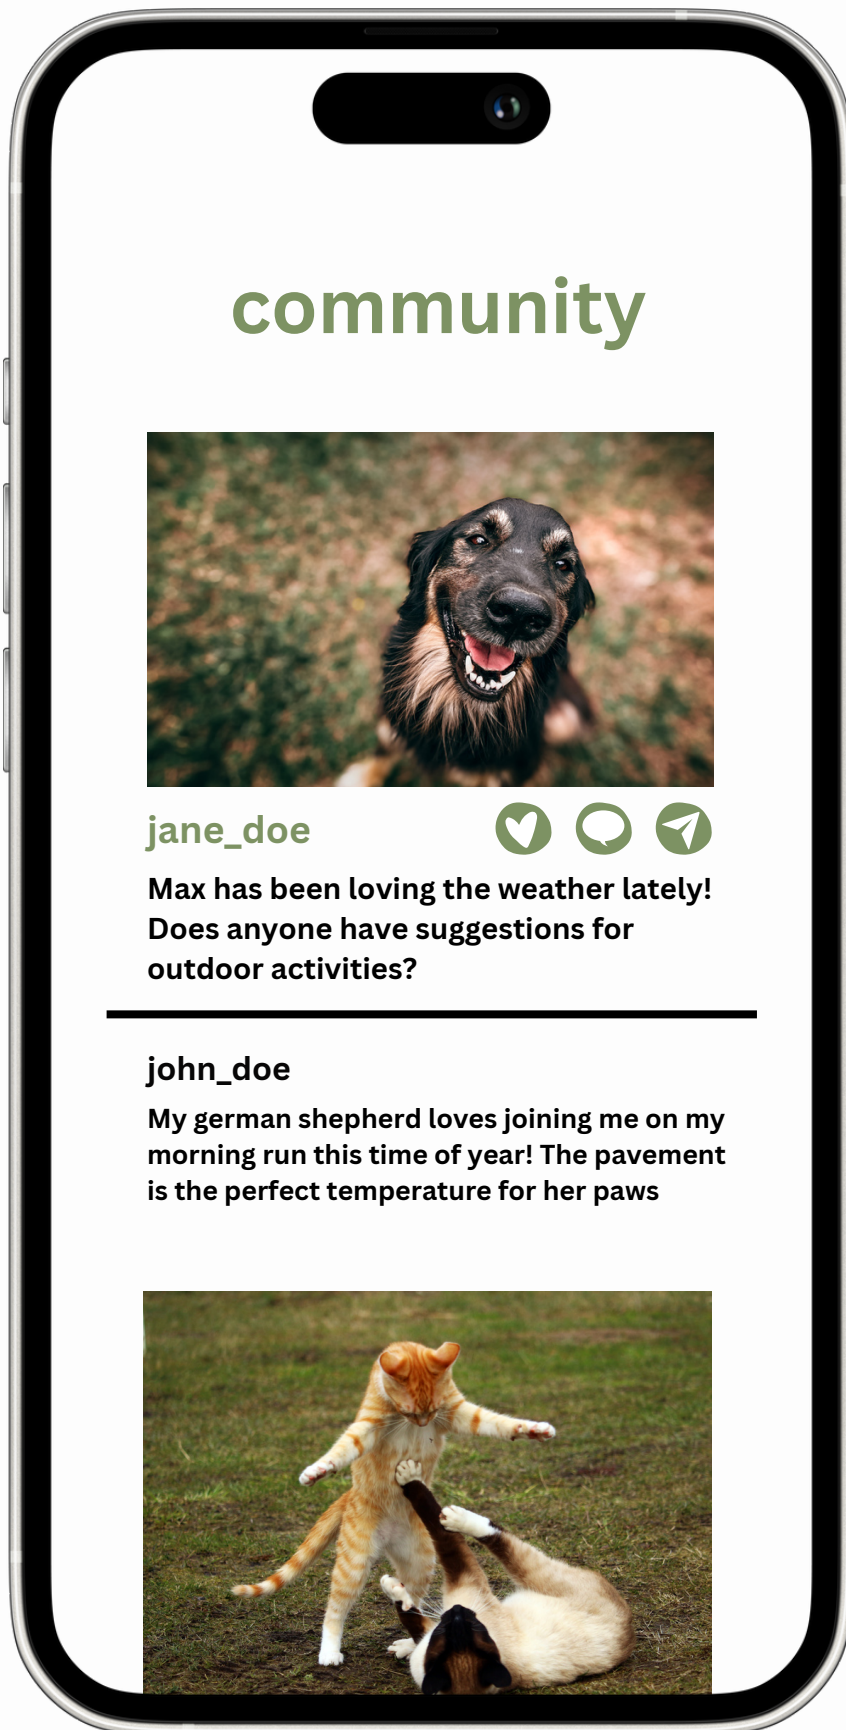 community
jane_doe
Max has been loving the weather lately!
Does anyone have suggestions for
outdoor activities?
john_doe
My german shepherd loves joining me on my
morning run this time of year! The pavement
is the perfect temperature for her paws